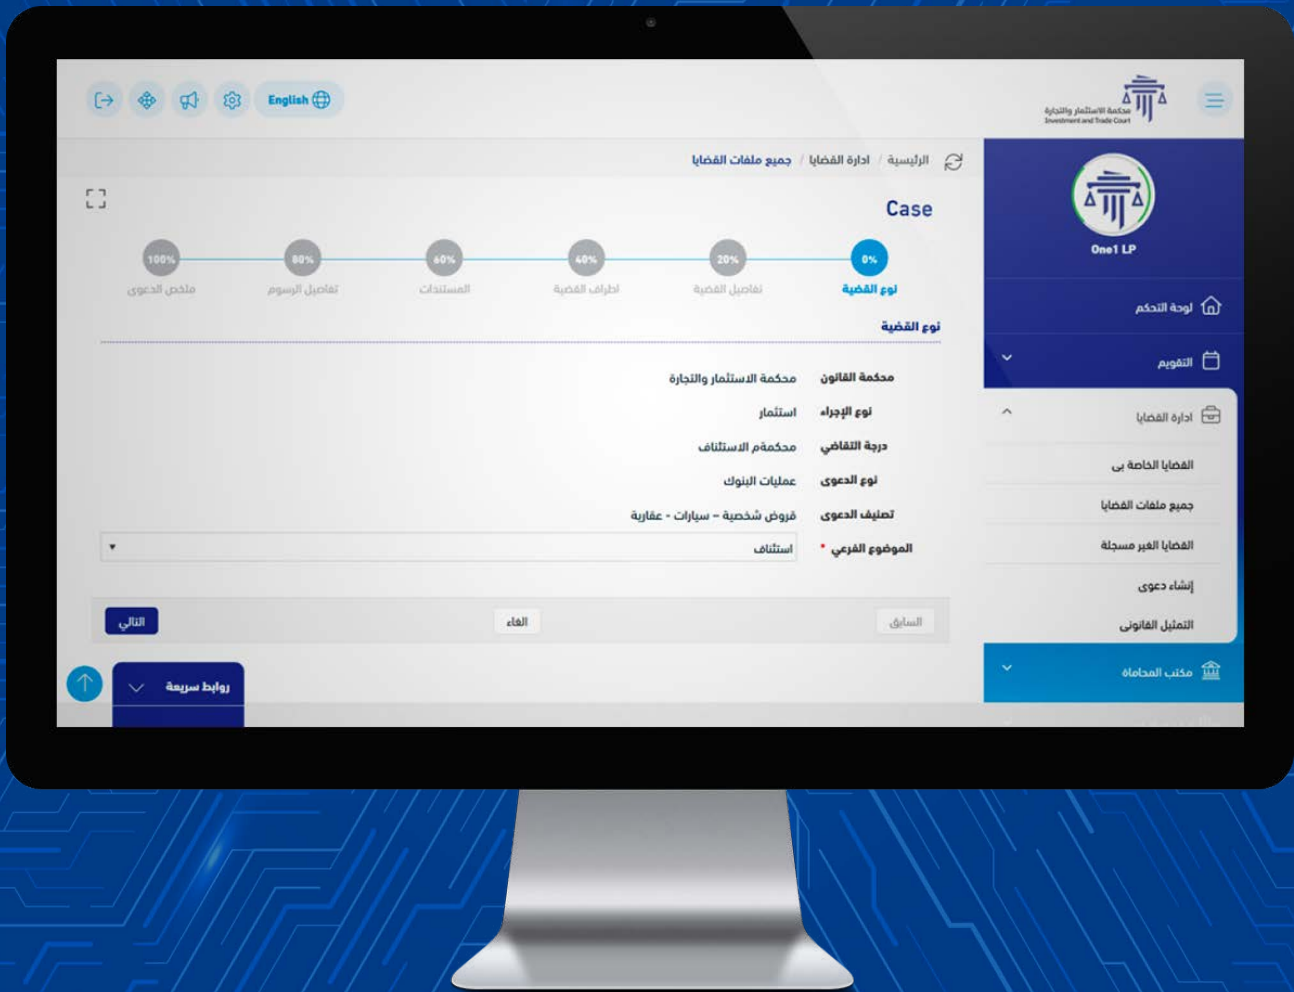 English
محكمة الاستثمار والتجارة
Investment and Trade Court
الرئيسية / ادارة القضايا / جميع ملفات القضايا
One1 LP
لوحة التحكم
التقويم
ادارة القضايا
القضايا الخاصة بى
جميع ملفات القضايا
القضايا الغير مسجلة
إنشاء دعوى
التمثيل القانونى
مكتب المحاماة
Case
0% 20% 40% 60% 80% 100%
نوع القضية تفاصيل القضية اطراف القضية المستندات تفاصيل الرسوم ملخص الدعوى
نوع القضية
محكمة القانون محكمة الاستثمار والتجارة
نوع الإجراء استثمار
درجة التقاضي محكمةم الاستئناف
نوع الدعوى عمليات البنوك
تصنيف الدعوى قروض شخصية – سيارات - عقارية
الموضوع الفرعي * استئناف
السابق الغاء التالي
روابط سريعة